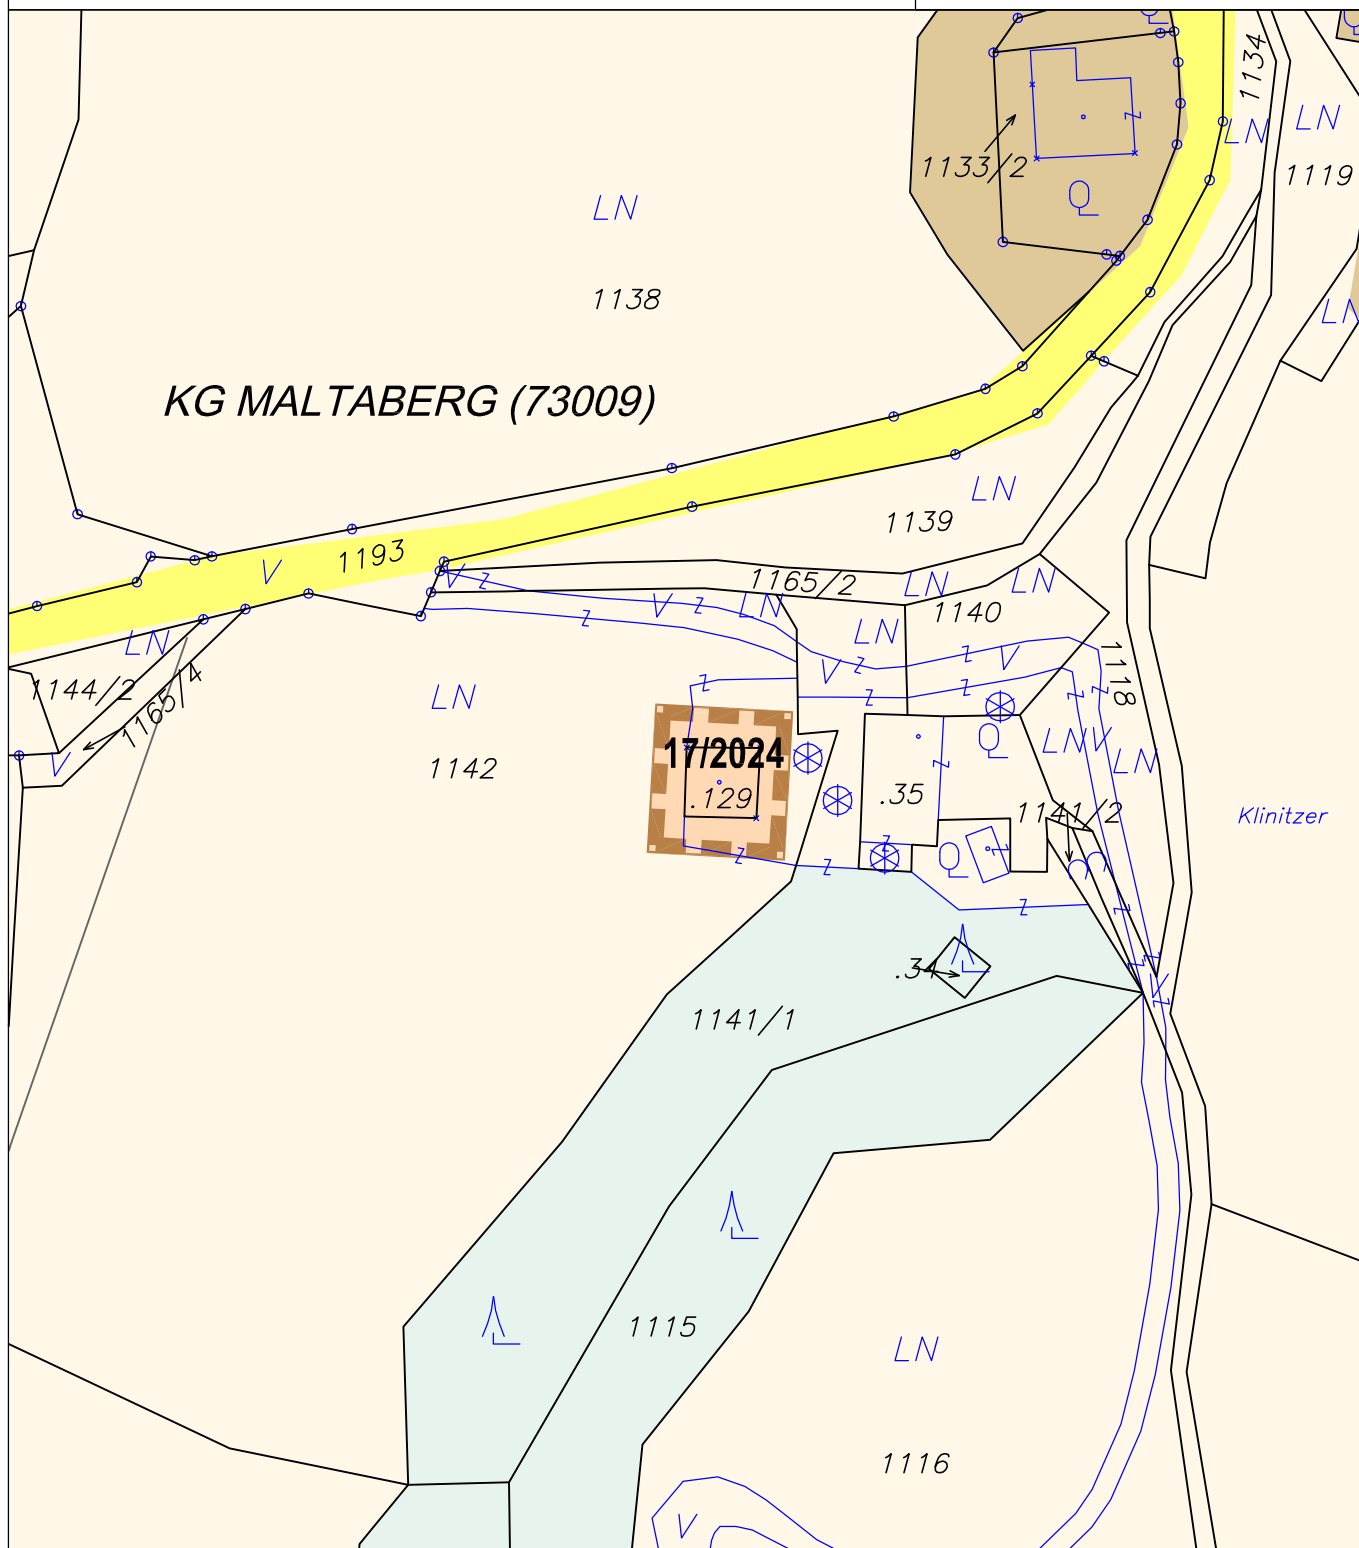 1134
LN
LN
1133/2
1119
LN
1138
LN
KG MALTABERG (73009)
LN
1139
1193
V
V
1165/2
LN
LN
V
LN
1140
LN
LN
V
V
1118
1144/2
1165/4
LN
V
LN
V
LN
17/2024
1142
.129
.35
1141/2
Klinitzer
.34
V
1141/1
1115
LN
1116
V